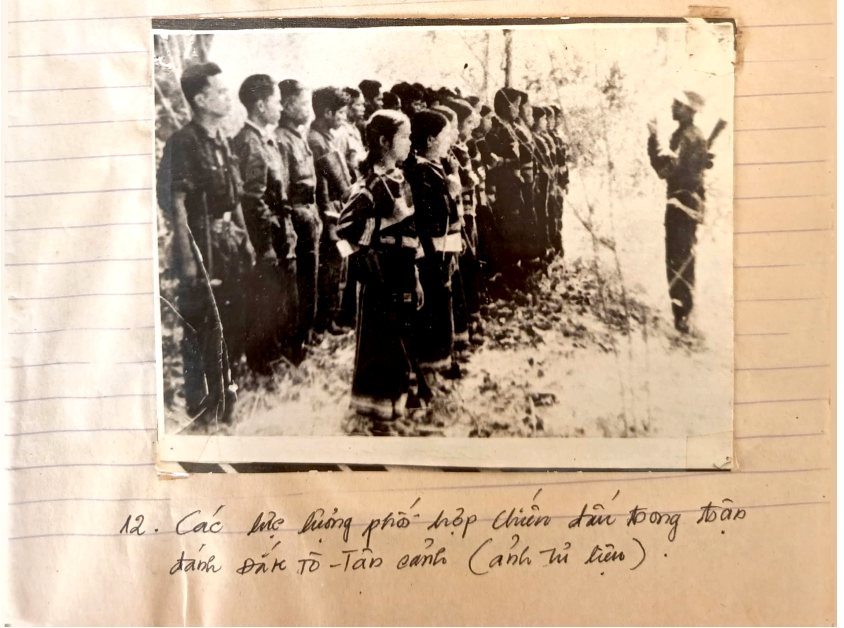 12. Các lực lượng phối hợp chiến đấu trong trận
đánh Đắk Tô - Tân cảnh (ảnh tư liệu).